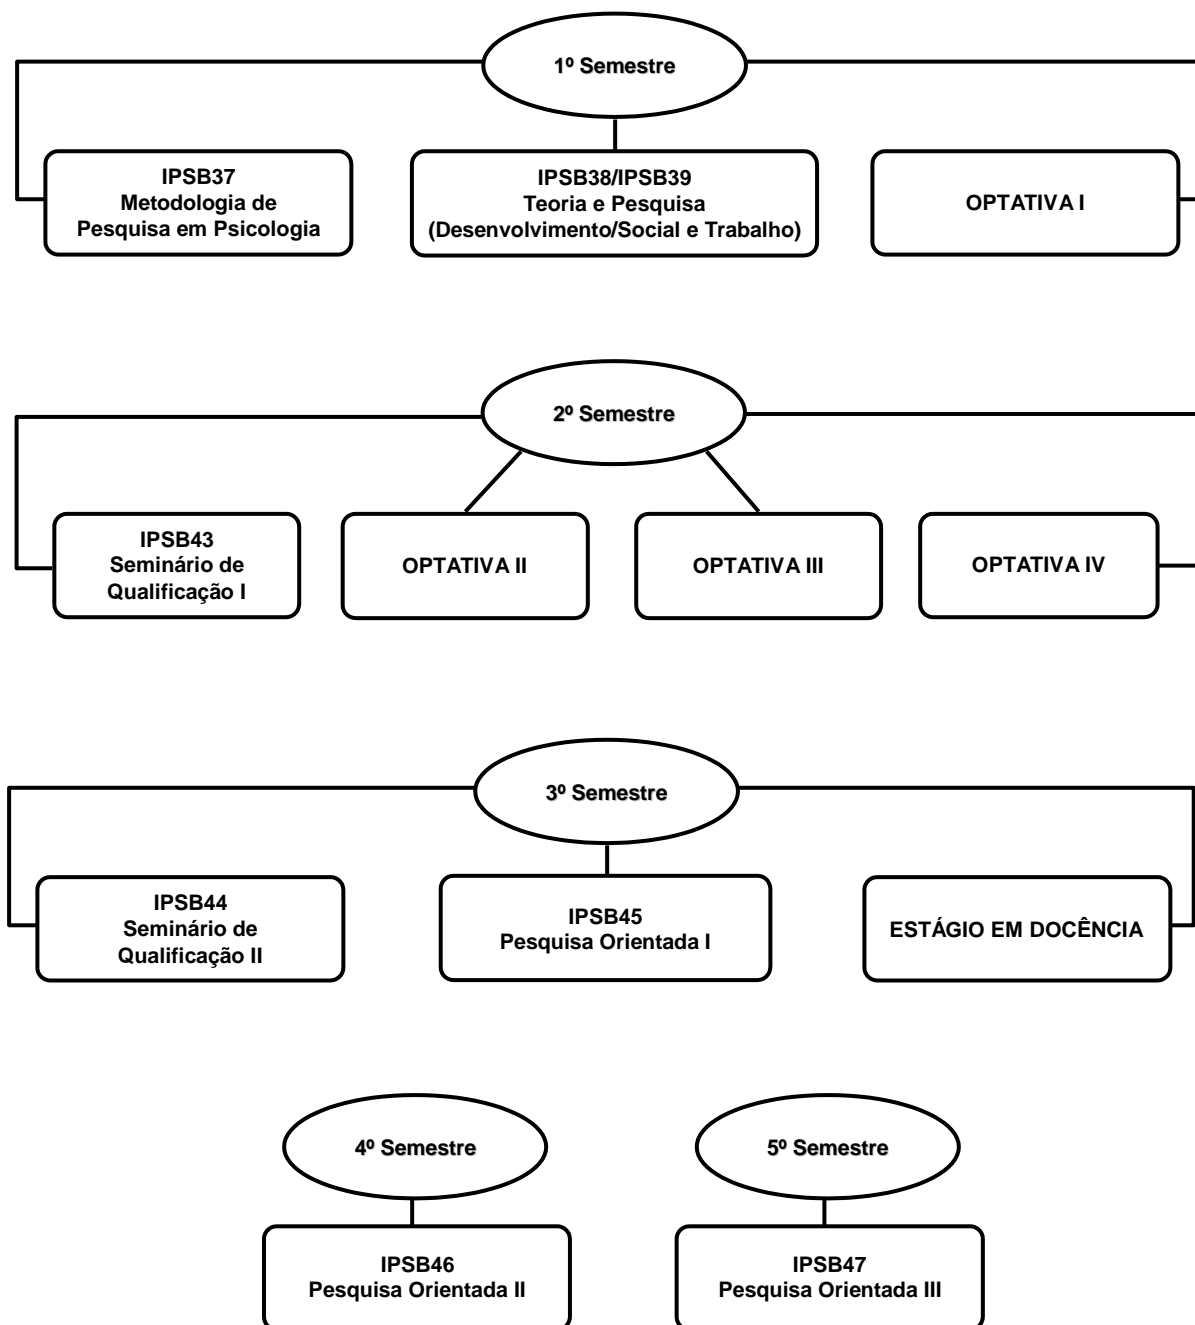 1º Semestre
IPSB37
Metodologia de
Pesquisa em Psicologia
IPSB38/IPSB39
Teoria e Pesquisa
(Desenvolvimento/Social e Trabalho)
OPTATIVA I
2º Semestre
IPSB43
Seminário de
Qualificação I
OPTATIVA II
OPTATIVA III
OPTATIVA IV
3º Semestre
IPSB44
Seminário de
Qualificação II
IPSB45
Pesquisa Orientada I
ESTÁGIO EM DOCÊNCIA
4º Semestre
IPSB46
Pesquisa Orientada II
5º Semestre
IPSB47
Pesquisa Orientada III